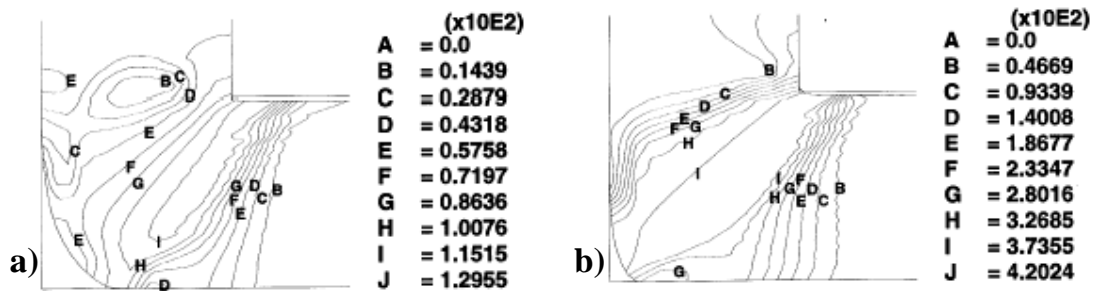 a)
E
B
C
D
C
E
F
G
E
G
D
B
F
C
E
I
H
D
(x10E2)
A = 0.0
B = 0.1439
C = 0.2879
D = 0.4318
E = 0.5758
F = 0.7197
G = 0.8636
H = 1.0076
I = 1.1515
J = 1.2955
b)
B
C
D
E
F
G
H
I
I
F
G
D
B
H
E
C
G
(x10E2)
A = 0.0
B = 0.4669
C = 0.9339
D = 1.4008
E = 1.8677
F = 2.3347
G = 2.8016
H = 3.2685
I = 3.7355
J = 4.2024